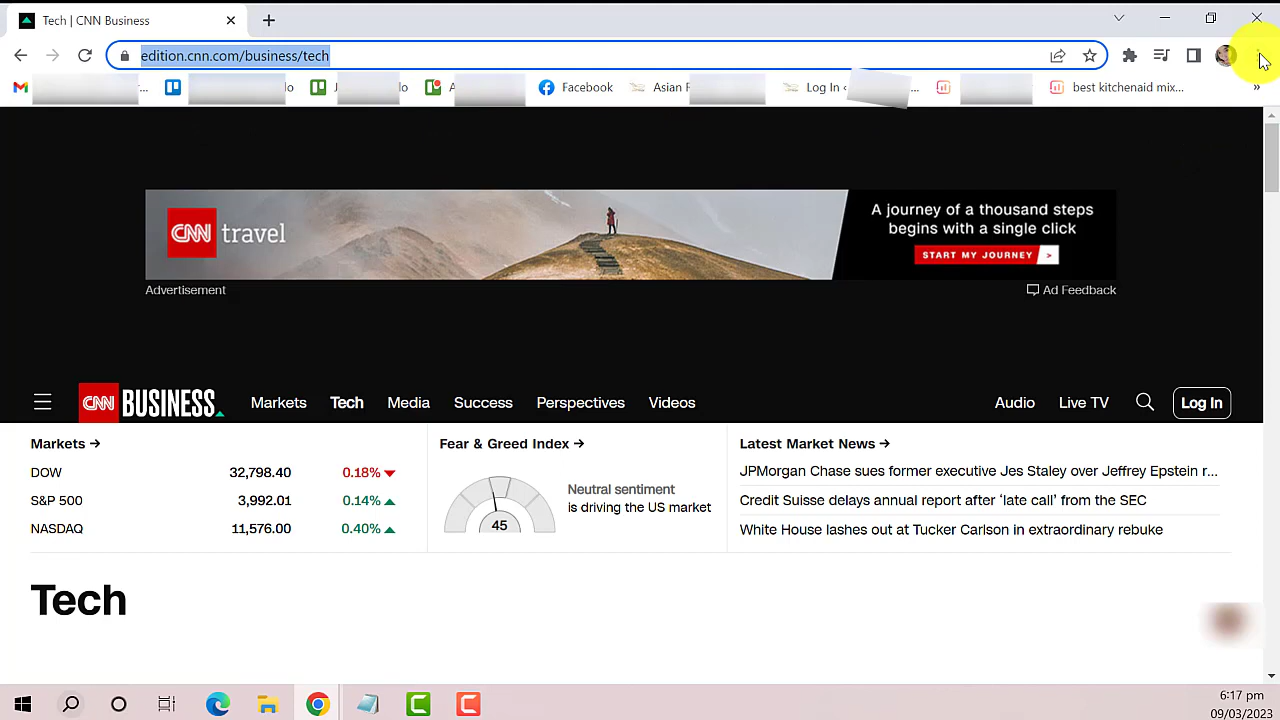 Tech | CNN Business
edition.cnn.com/business/tech
... lo J lo A Facebook Asian F Log In ‹ ... best kitchenaid mix... »
CNN travel
A journey of a thousand steps
begins with a single click
START MY JOURNEY >
Advertisement
Ad Feedback
CNN BUSINESS Markets Tech Media Success Perspectives Videos Audio Live TV Log In
Markets →
DOW 32,798.40 0.18%
S&P 500 3,992.01 0.14%
NASDAQ 11,576.00 0.40%
Fear & Greed Index →
45
Neutral sentiment
is driving the US market
Latest Market News →
JPMorgan Chase sues former executive Jes Staley over Jeffrey Epstein r...
Credit Suisse delays annual report after ‘late call’ from the SEC
White House lashes out at Tucker Carlson in extraordinary rebuke
Tech
6:17 pm
09/03/2023